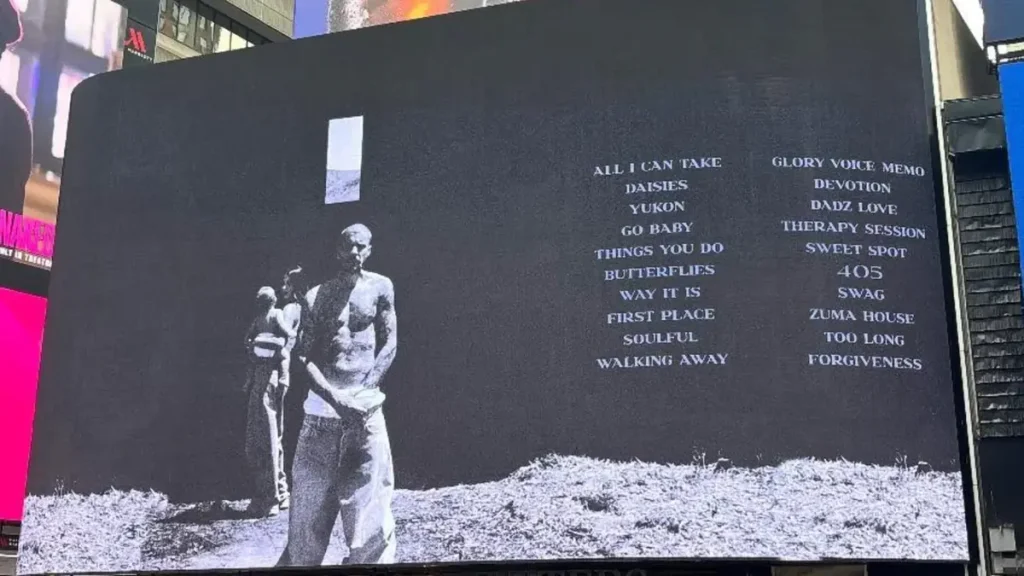 MARRIOTT
ALL I CAN TAKE
DAISIES
YUKON
GO BABY
THINGS YOU DO
BUTTERFLIES
WAY IT IS
FIRST PLACE
SOULFUL
WALKING AWAY
GLORY VOICE MEMO
DEVOTION
DADZ LOVE
THERAPY SESSION
SWEET SPOT
405
SWAG
ZUMA HOUSE
TOO LONG
FORGIVENESS